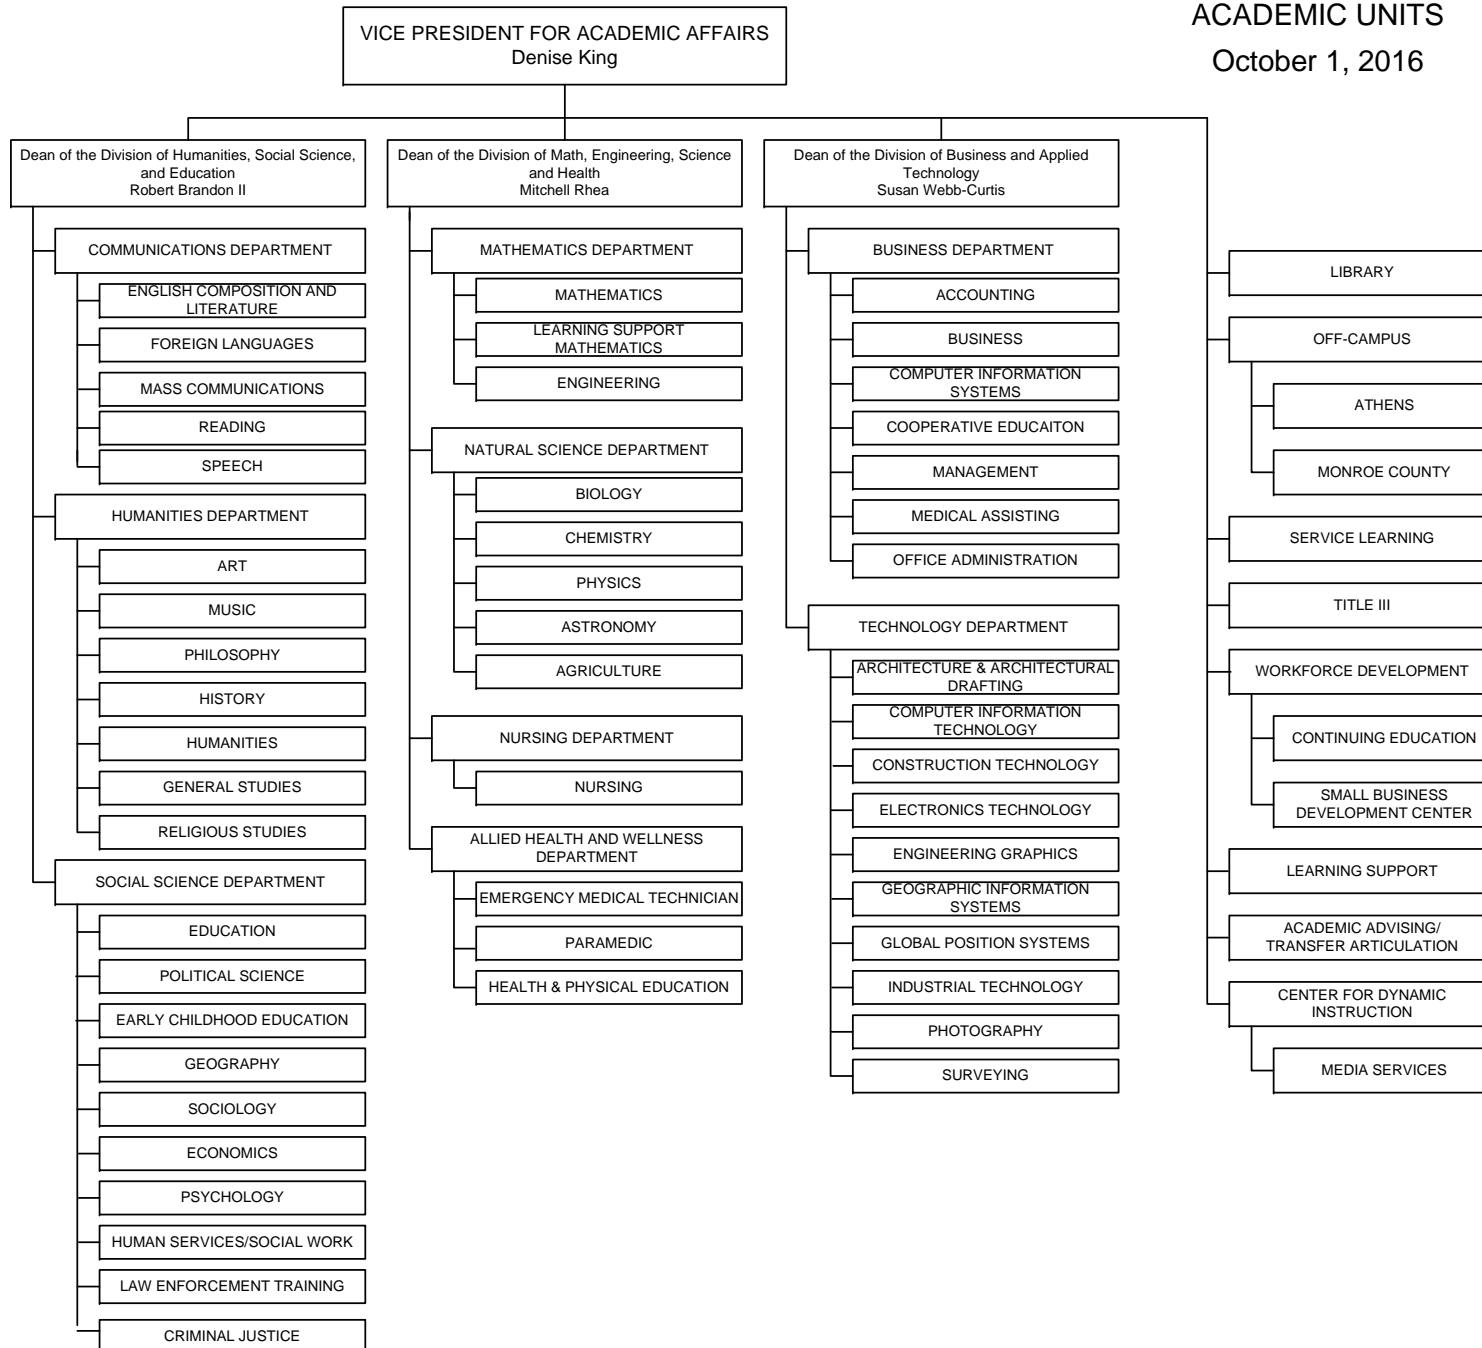 ACADEMIC UNITS
October 1, 2016
VICE PRESIDENT FOR ACADEMIC AFFAIRS
Denise King
Dean of the Division of Humanities, Social Science,
and Education
Robert Brandon II
COMMUNICATIONS DEPARTMENT
ENGLISH COMPOSITION AND
LITERATURE
FOREIGN LANGUAGES
MASS COMMUNICATIONS
READING
SPEECH
HUMANITIES DEPARTMENT
ART
MUSIC
PHILOSOPHY
HISTORY
HUMANITIES
GENERAL STUDIES
RELIGIOUS STUDIES
SOCIAL SCIENCE DEPARTMENT
EDUCATION
POLITICAL SCIENCE
EARLY CHILDHOOD EDUCATION
GEOGRAPHY
SOCIOLOGY
ECONOMICS
PSYCHOLOGY
HUMAN SERVICES/SOCIAL WORK
LAW ENFORCEMENT TRAINING
CRIMINAL JUSTICE
Dean of the Division of Math, Engineering, Science
and Health
Mitchell Rhea
MATHEMATICS DEPARTMENT
MATHEMATICS
LEARNING SUPPORT
MATHEMATICS
ENGINEERING
NATURAL SCIENCE DEPARTMENT
BIOLOGY
CHEMISTRY
PHYSICS
ASTRONOMY
AGRICULTURE
NURSING DEPARTMENT
NURSING
ALLIED HEALTH AND WELLNESS
DEPARTMENT
EMERGENCY MEDICAL TECHNICIAN
PARAMEDIC
HEALTH & PHYSICAL EDUCATION
Dean of the Division of Business and Applied
Technology
Susan Webb-Curtis
BUSINESS DEPARTMENT
ACCOUNTING
BUSINESS
COMPUTER INFORMATION
SYSTEMS
COOPERATIVE EDUCAITON
MANAGEMENT
MEDICAL ASSISTING
OFFICE ADMINISTRATION
TECHNOLOGY DEPARTMENT
ARCHITECTURE & ARCHITECTURAL
DRAFTING
COMPUTER INFORMATION
TECHNOLOGY
CONSTRUCTION TECHNOLOGY
ELECTRONICS TECHNOLOGY
ENGINEERING GRAPHICS
GEOGRAPHIC INFORMATION
SYSTEMS
GLOBAL POSITION SYSTEMS
INDUSTRIAL TECHNOLOGY
PHOTOGRAPHY
SURVEYING
LIBRARY
OFF-CAMPUS
ATHENS
MONROE COUNTY
SERVICE LEARNING
TITLE III
WORKFORCE DEVELOPMENT
CONTINUING EDUCATION
SMALL BUSINESS
DEVELOPMENT CENTER
LEARNING SUPPORT
ACADEMIC ADVISING/
TRANSFER ARTICULATION
CENTER FOR DYNAMIC
INSTRUCTION
MEDIA SERVICES